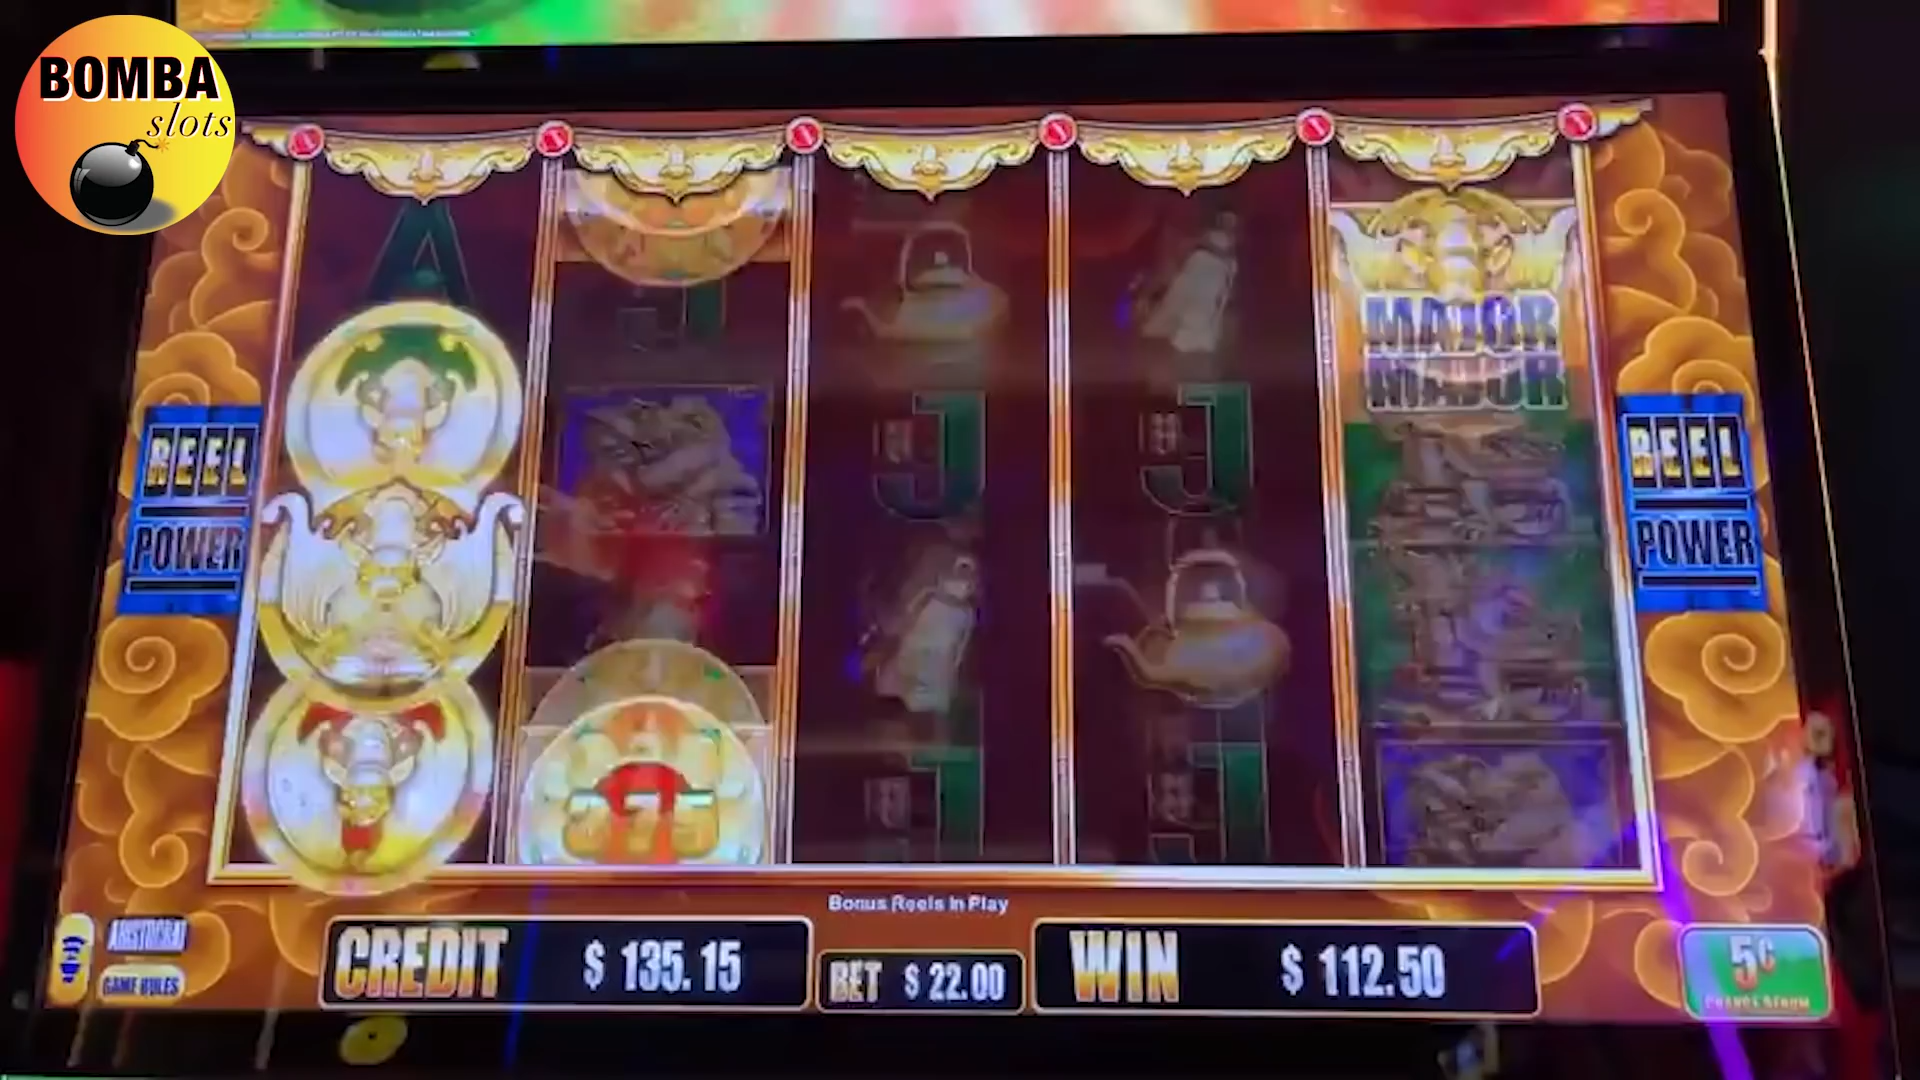 BOMBA
slots
A
J
MAJOR
MAJOR
J
J
REEL
POWER
REEL
POWER
875
J
J
Bonus Reels In Play
ARISTOCRAT
GAME RULES
CREDIT $ 135.15
BET $ 22.00
WIN $ 112.50
5¢